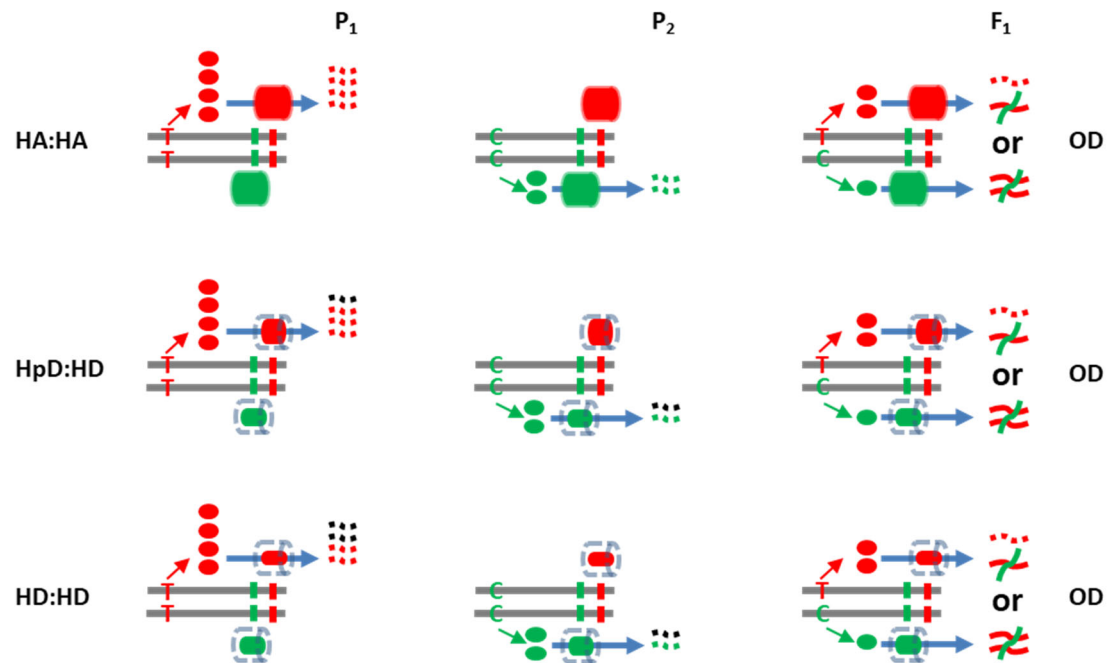 P₁ P₂ F₁
HA:HA T T C C T C or OD
HpD:HD T T C C T C or OD
HD:HD T T C C T C or OD